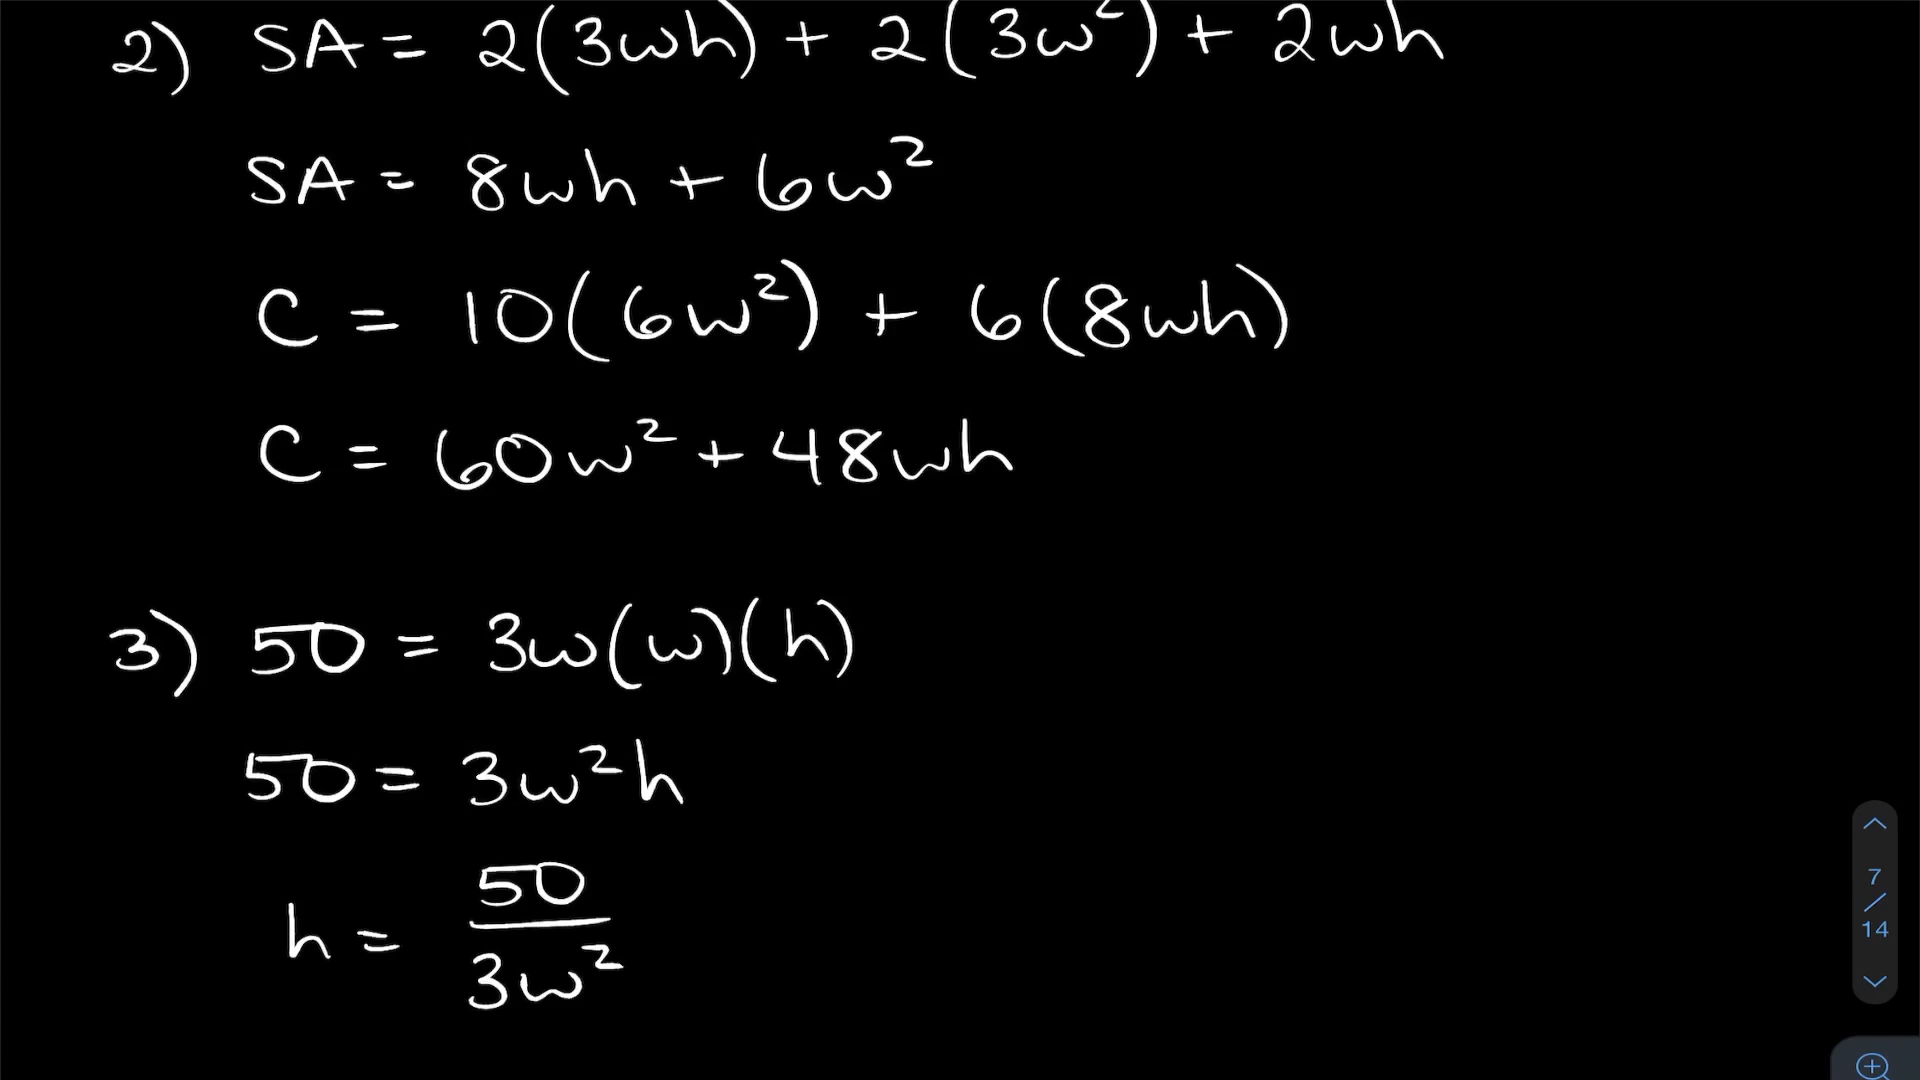 2) SA = 2(3wh) + 2(3w²) + 2wh
SA = 8wh + 6w²
C = 10(6w²) + 6(8wh)
C = 60w² + 48wh
3) 50 = 3w(w)(h)
50 = 3w²h
h = 50/3w²
7
/
14